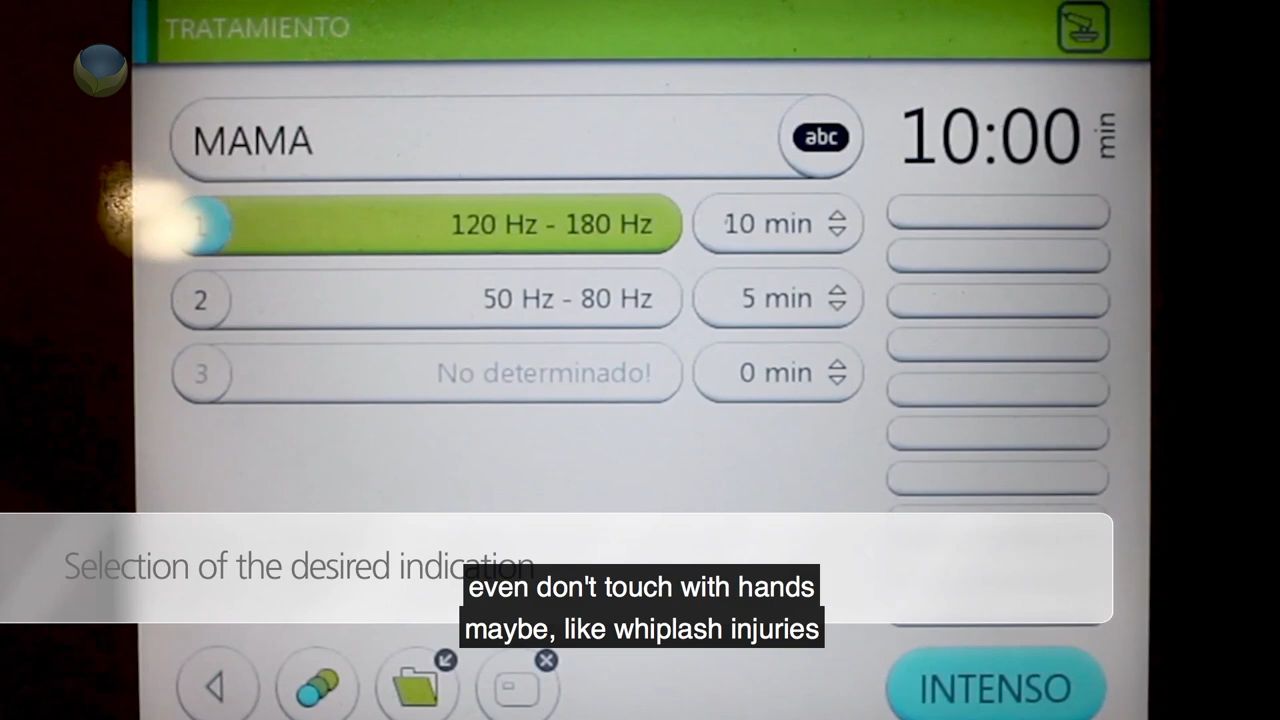 TRATAMIENTO
MAMA
abc
10:00 min
1 120 Hz - 180 Hz 10 min
2 50 Hz - 80 Hz 5 min
3 No determinado! 0 min
Selection of the desired indication
even don't touch with hands
maybe, like whiplash injuries
INTENSO